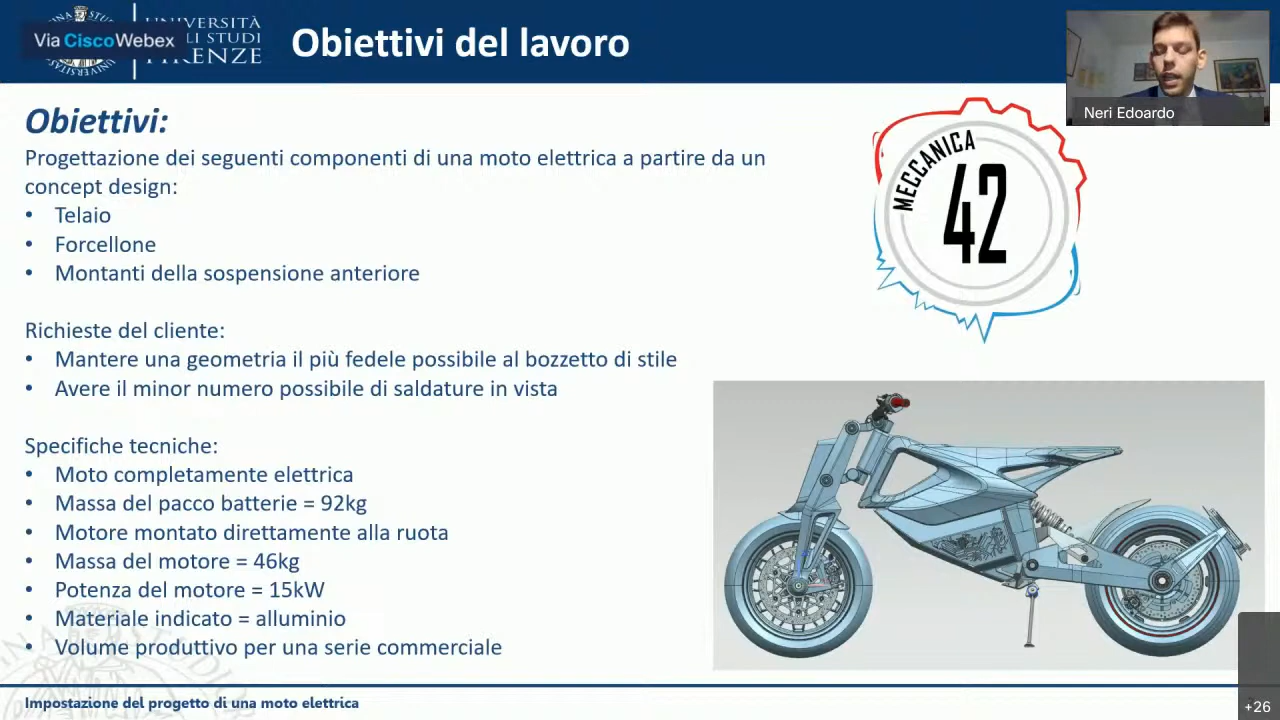 Via Cisco Webex
UNIVERSITÀ
DEGLI STUDI
FIRENZE
Obiettivi del lavoro
Neri Edoardo
Obiettivi:
Progettazione dei seguenti componenti di una moto elettrica a partire da un
concept design:
• Telaio
• Forcellone
• Montanti della sospensione anteriore
MECCANICA
42
Richieste del cliente:
• Mantere una geometria il più fedele possibile al bozzetto di stile
• Avere il minor numero possibile di saldature in vista
Specifiche tecniche:
• Moto completamente elettrica
• Massa del pacco batterie = 92kg
• Motore montato direttamente alla ruota
• Massa del motore = 46kg
• Potenza del motore = 15kW
• Materiale indicato = alluminio
• Volume produttivo per una serie commerciale
Impostazione del progetto di una moto elettrica
+26